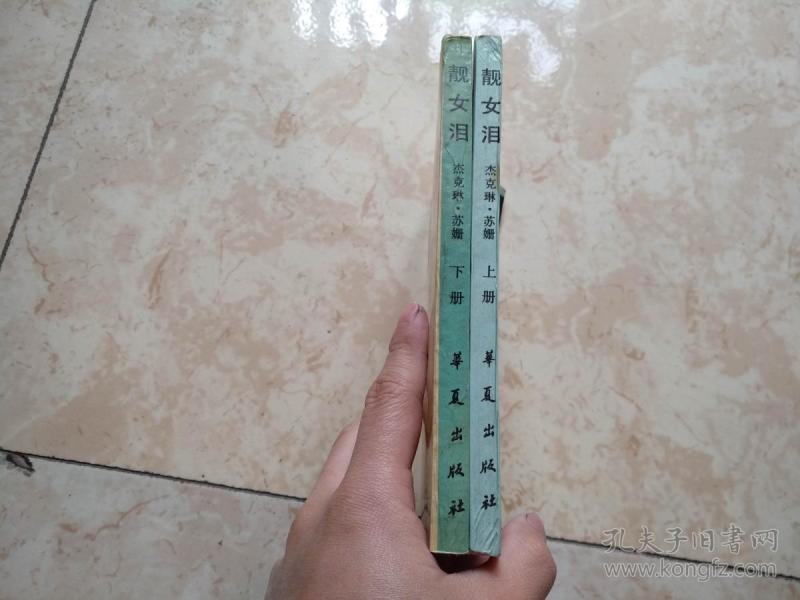 靓女泪
杰克琳·苏姗
下册
華夏出版社
靓女泪
杰克琳·苏姗
上册
華夏出版社
孔夫子旧书网
www.kongfz.com